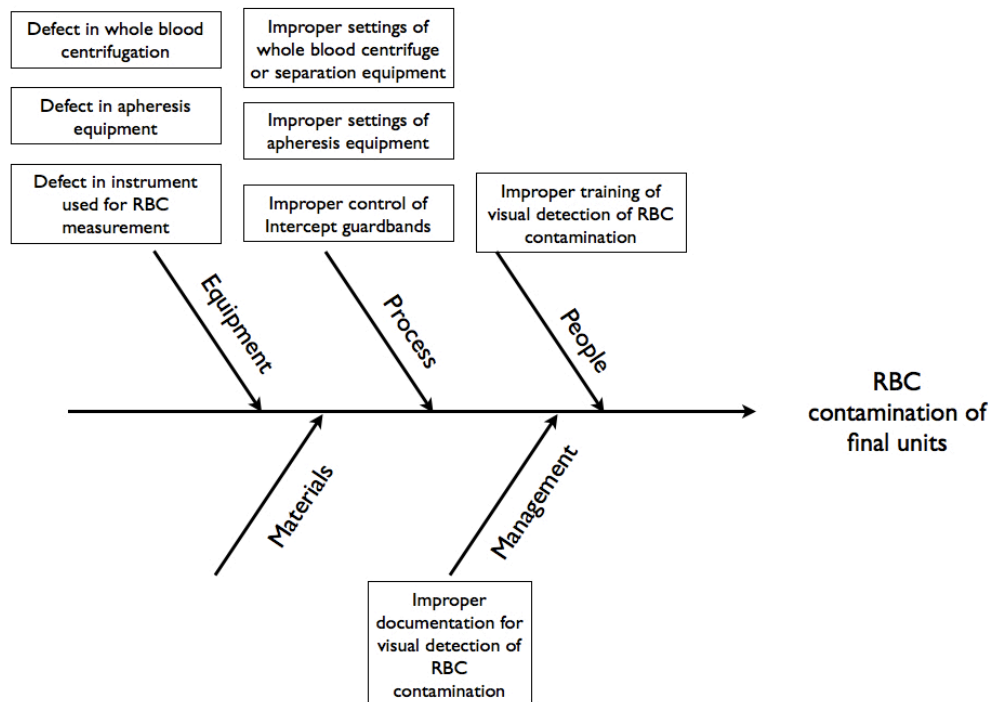 Defect in whole blood
centrifugation
Improper settings of
whole blood centrifuge
or separation equipment
Defect in apheresis
equipment
Improper settings of
apheresis equipment
Defect in instrument
used for RBC
measurement
Improper control of
Intercept guardbands
Improper training of
visual detection of RBC
contamination
Equipment
Process
People
RBC
contamination of
final units
Materials
Management
Improper
documentation for
visual detection of
RBC
contamination